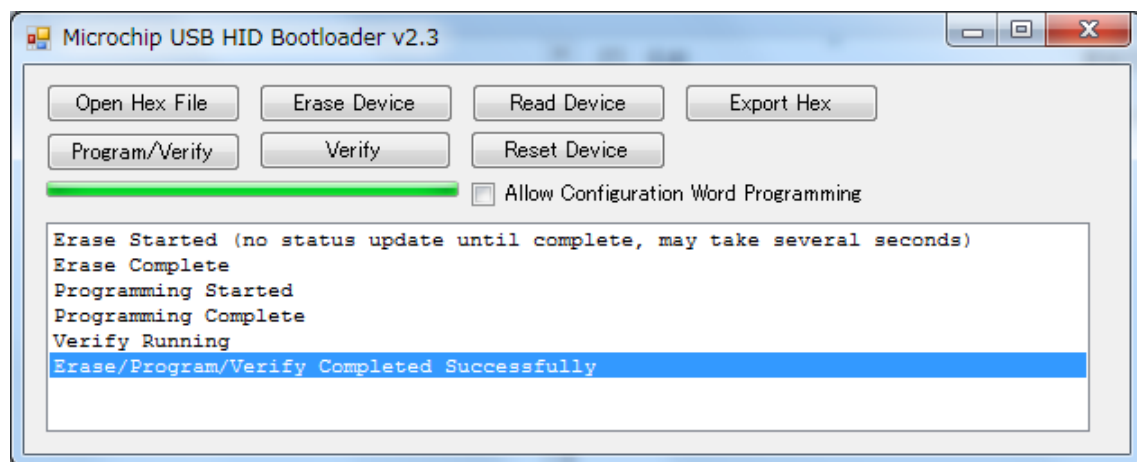 Microchip USB HID Bootloader v2.3
Open Hex File Erase Device Read Device Export Hex
Program/Verify Verify Reset Device
Allow Configuration Word Programming
Erase Started (no status update until complete, may take several seconds)
Erase Complete
Programming Started
Programming Complete
Verify Running
Erase/Program/Verify Completed Successfully